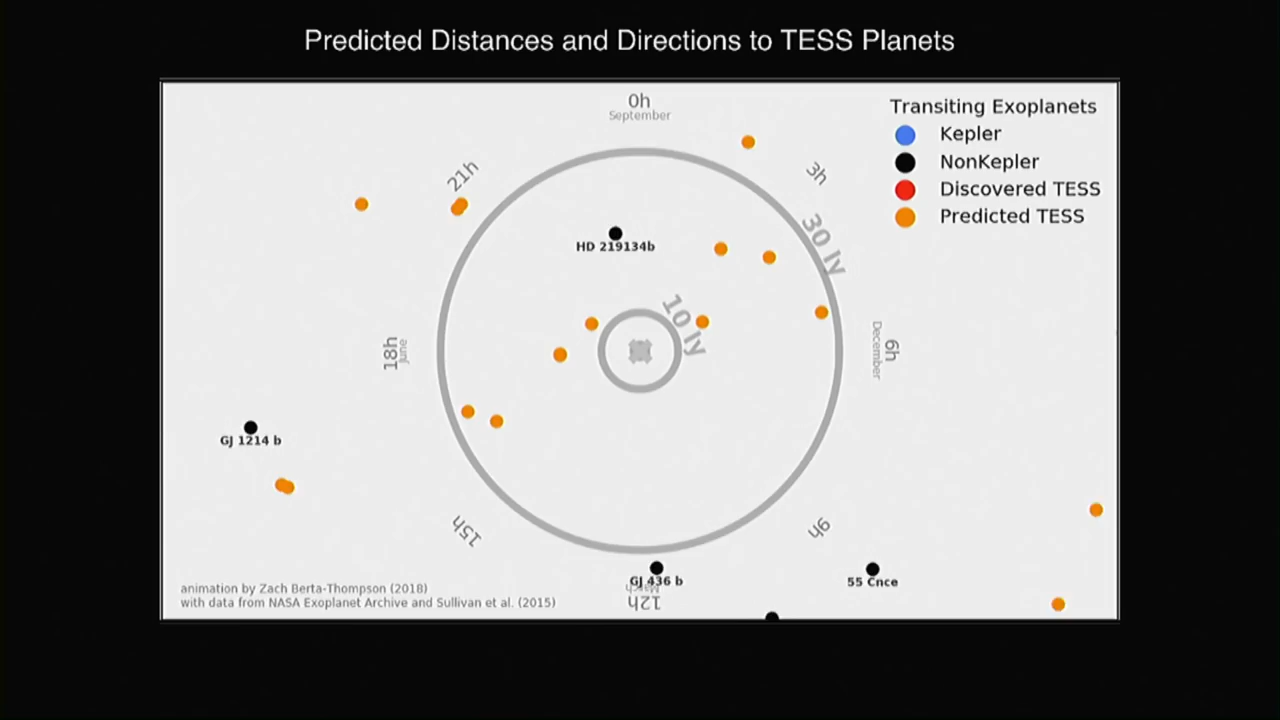 Predicted Distances and Directions to TESS Planets
0h
September
Transiting Exoplanets
Kepler
NonKepler
Discovered TESS
Predicted TESS
21h
3h
30 ly
HD 219134b
10 ly
18h
June
6h
December
GJ 1214 b
15h
9h
GJ 436 b
55 Cnce
March
12h
animation by Zach Berta-Thompson (2018)
with data from NASA Exoplanet Archive and Sullivan et al. (2015)